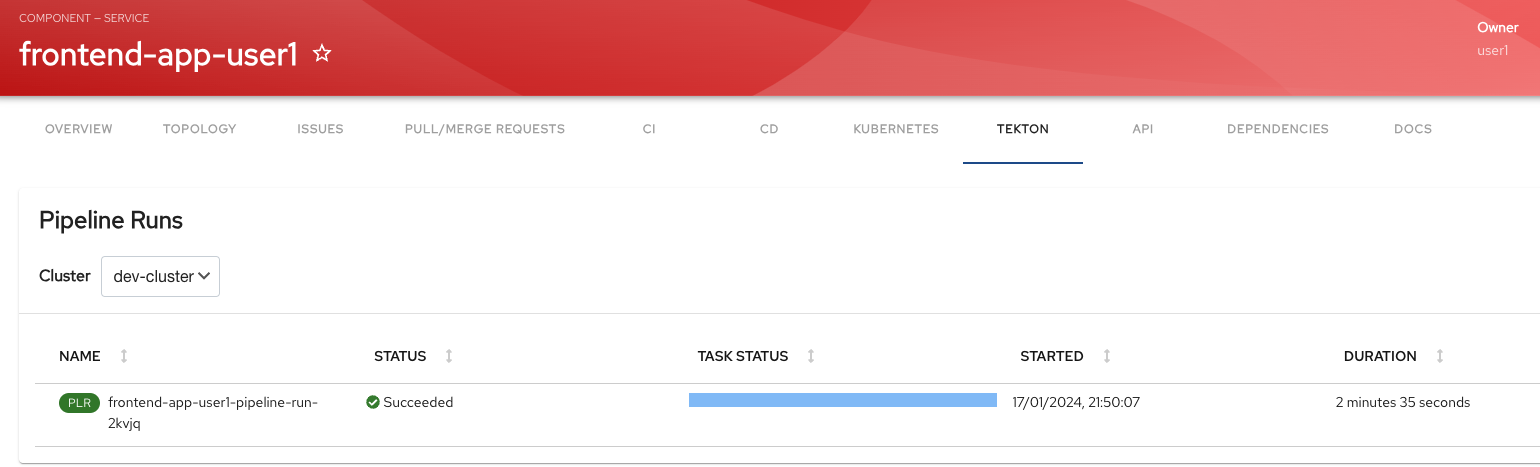 COMPONENT — SERVICE
frontend-app-user1
Owner
user1
OVERVIEW TOPOLOGY ISSUES PULL/MERGE REQUESTS CI CD KUBERNETES TEKTON API DEPENDENCIES DOCS
Pipeline Runs
Cluster dev-cluster
NAME STATUS TASK STATUS STARTED DURATION
PLR frontend-app-user1-pipeline-run- Succeeded 17/01/2024, 21:50:07 2 minutes 35 seconds
2kvjq